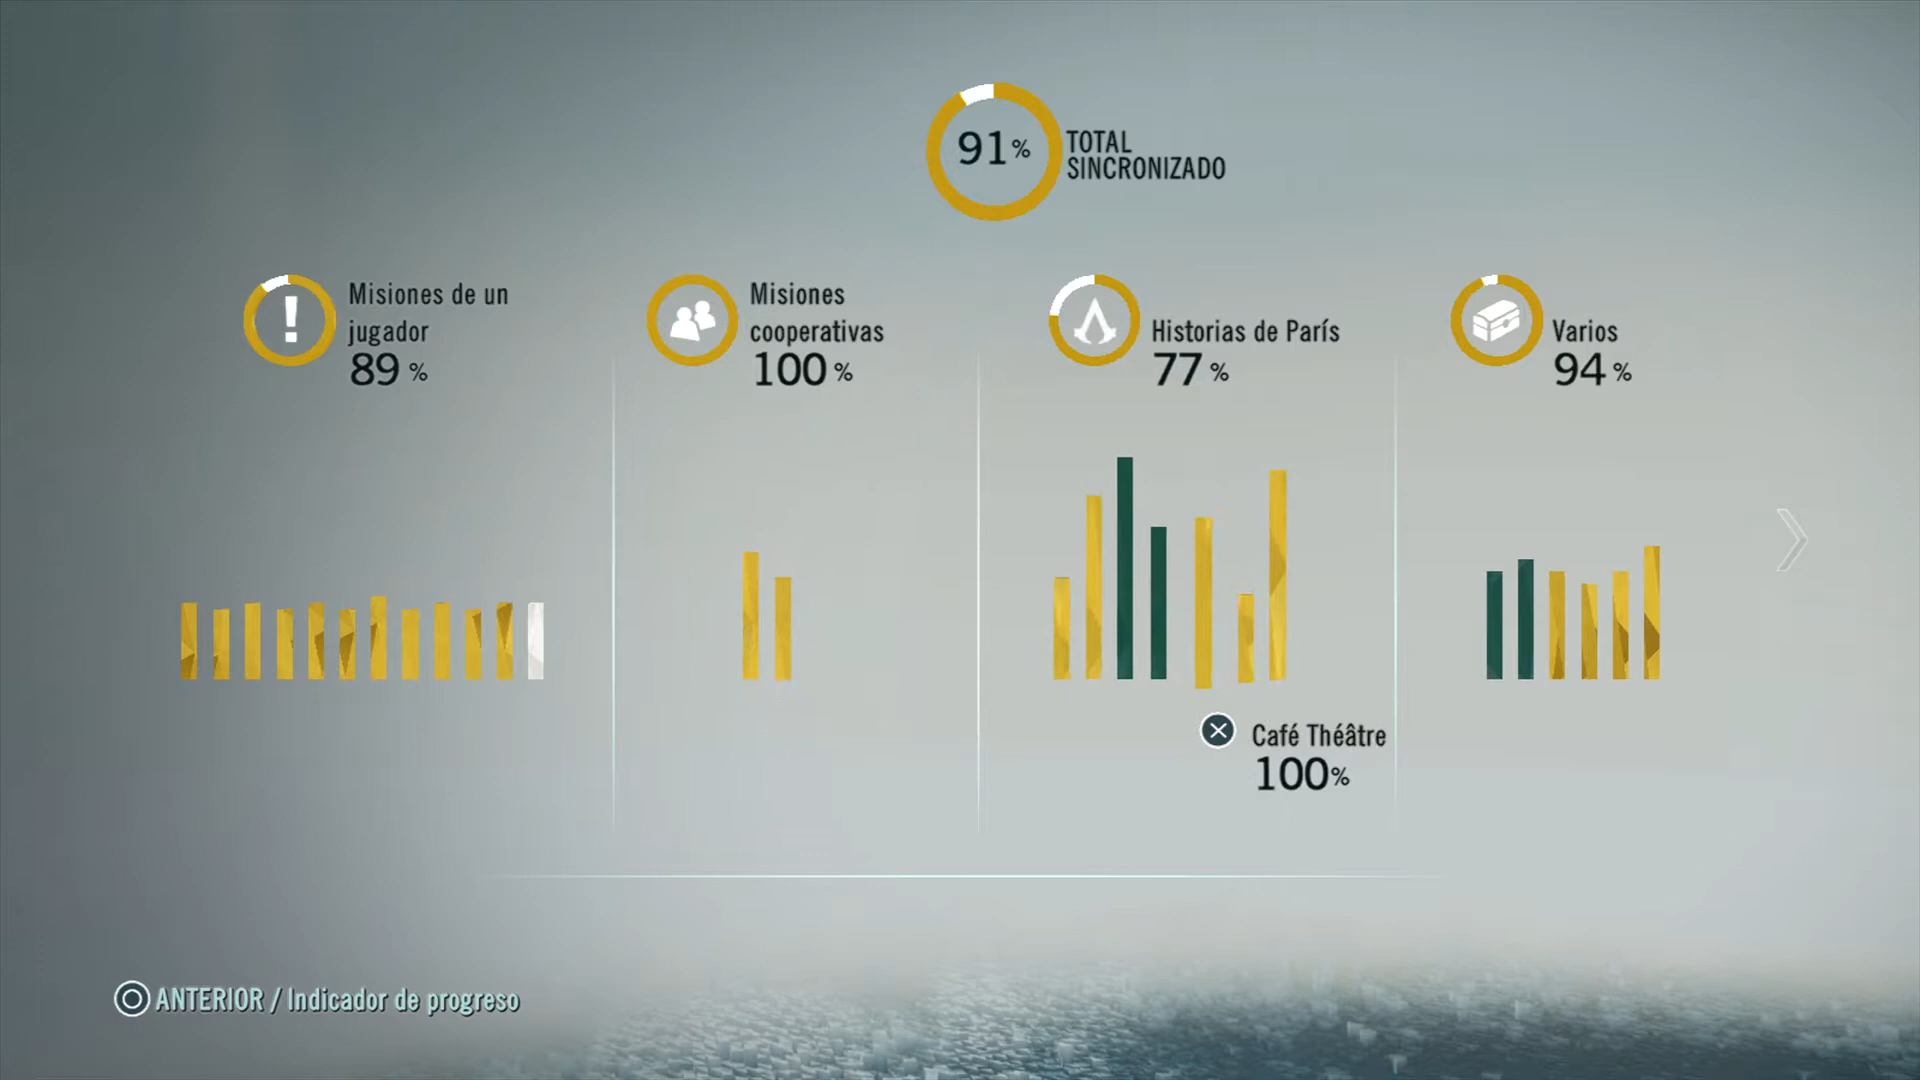 91%
TOTAL
SINCRONIZADO
Misiones de un
jugador
89 %
Misiones
cooperativas
100 %
Historias de París
77 %
Varios
94 %
Café Théâtre
100%
ANTERIOR / Indicador de progreso